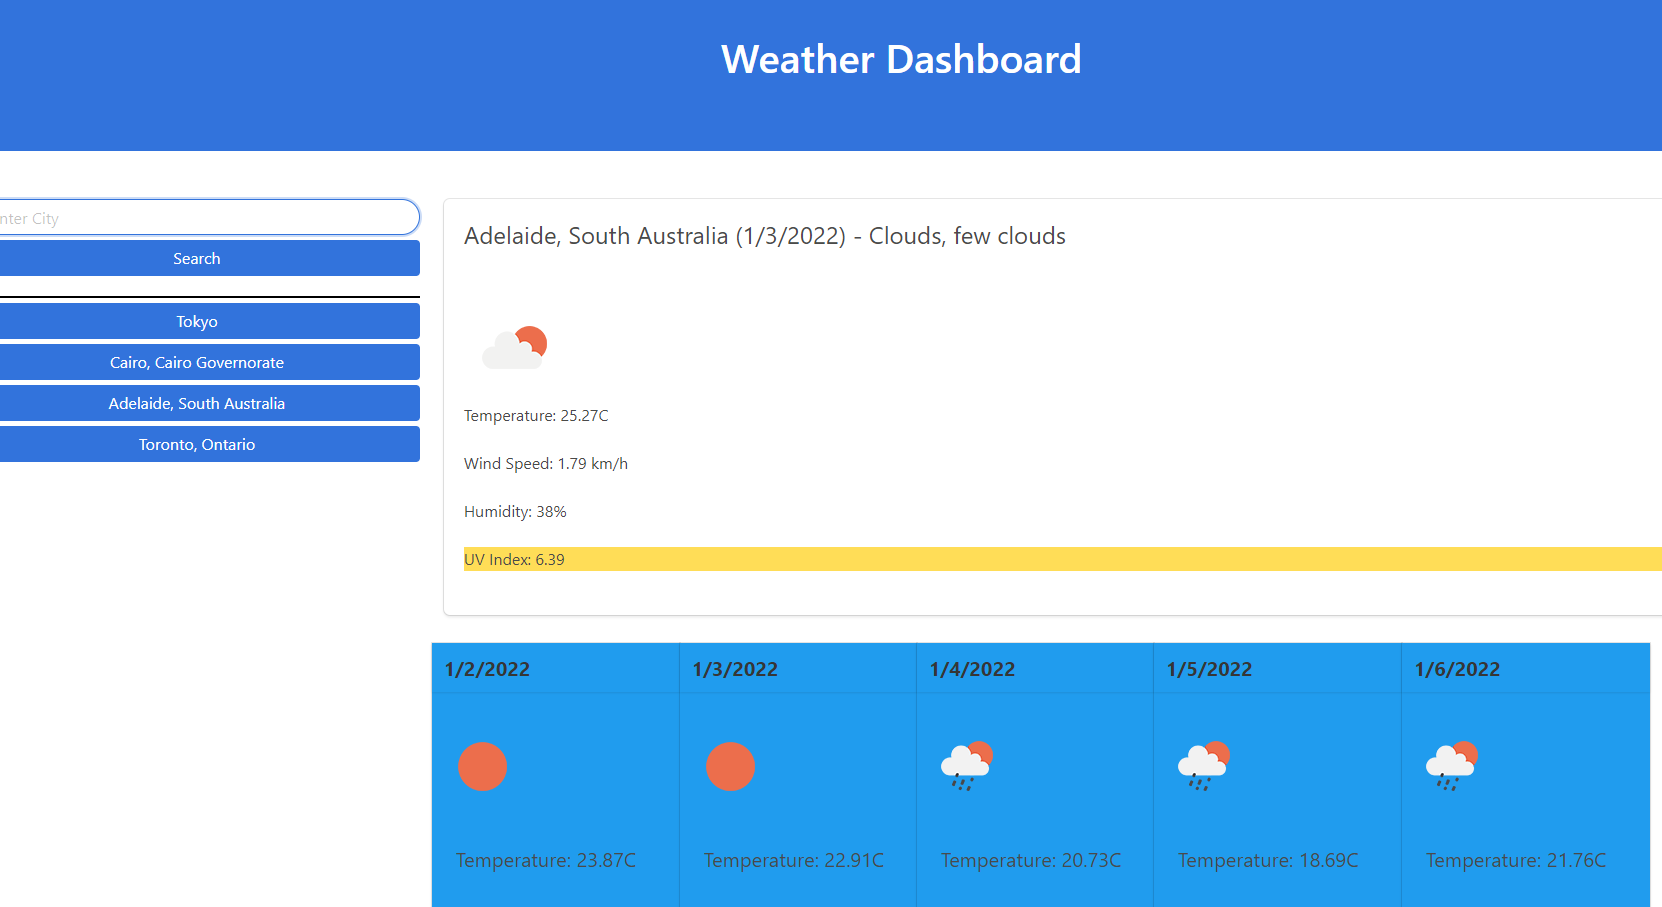 Weather Dashboard
nter City
Search
Tokyo
Cairo, Cairo Governorate
Adelaide, South Australia
Toronto, Ontario
Adelaide, South Australia (1/3/2022) - Clouds, few clouds
Temperature: 25.27C
Wind Speed: 1.79 km/h
Humidity: 38%
UV Index: 6.39
1/2/2022 1/3/2022 1/4/2022 1/5/2022 1/6/2022
Temperature: 23.87C Temperature: 22.91C Temperature: 20.73C Temperature: 18.69C Temperature: 21.76C